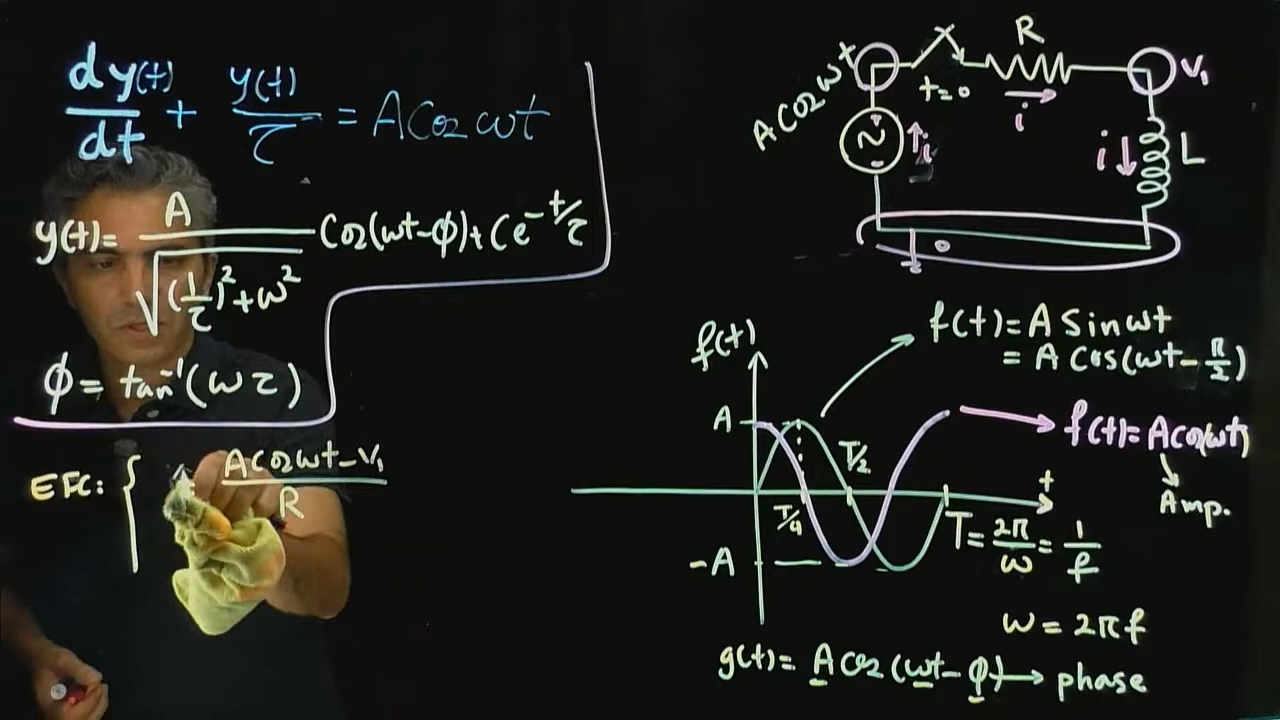 dy(t)/dt + y(t)/τ = A Cos ωt
y(t) = A/√((1/τ)²+ω²) Cos(ωt-φ)+Ce^-t/τ
φ = tan⁻¹(ωτ)
EFC: { = (A cos ωt - V₁)/R
A cos ωt
t=0
R
i
V₁
i
i
L
0
f(t)
A
-A
T/4
T/2
t
T = 2π/ω = 1/f
f(t) = A Sin ωt
= A Cos(ωt - π/2)
f(t) = A cos(ωt)
Amp.
ω = 2πf
g(t) = A cos (ωt - φ) → phase